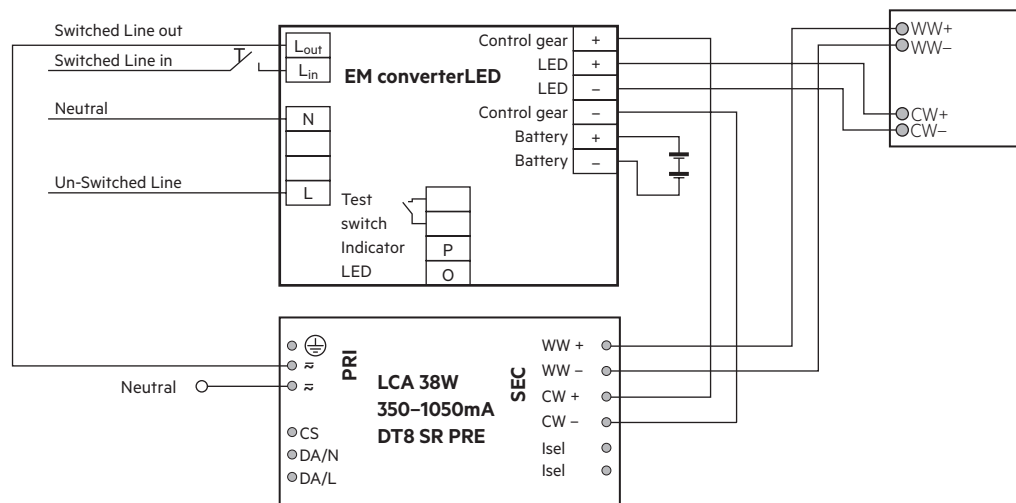 Switched Line out
Switched Line in
Neutral
Un-Switched Line
Lout
Lin
N
L
EM converterLED
Control gear +
LED +
LED –
Control gear –
Battery +
Battery –
Test
switch
Indicator P
LED O
WW+
WW–
CW+
CW–
Neutral
PRI
≂
≂
CS
DA/N
DA/L
LCA 38W
350–1050mA
DT8 SR PRE
SEC
WW +
WW –
CW +
CW –
Isel
Isel